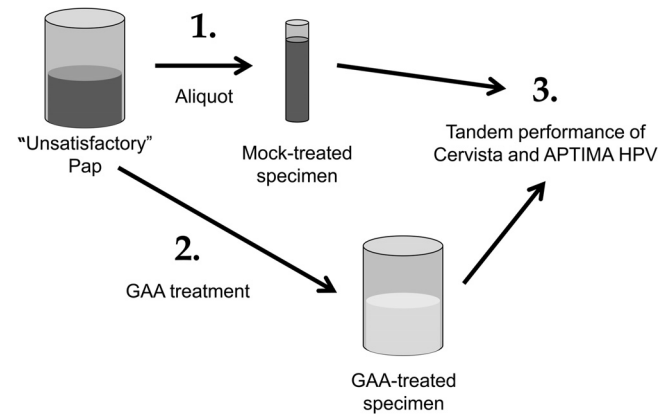 1.
Aliquot
"Unsatisfactory"
Pap
Mock-treated
specimen
3.
Tandem performance of
Cervista and APTIMA HPV
2.
GAA treatment
GAA-treated
specimen